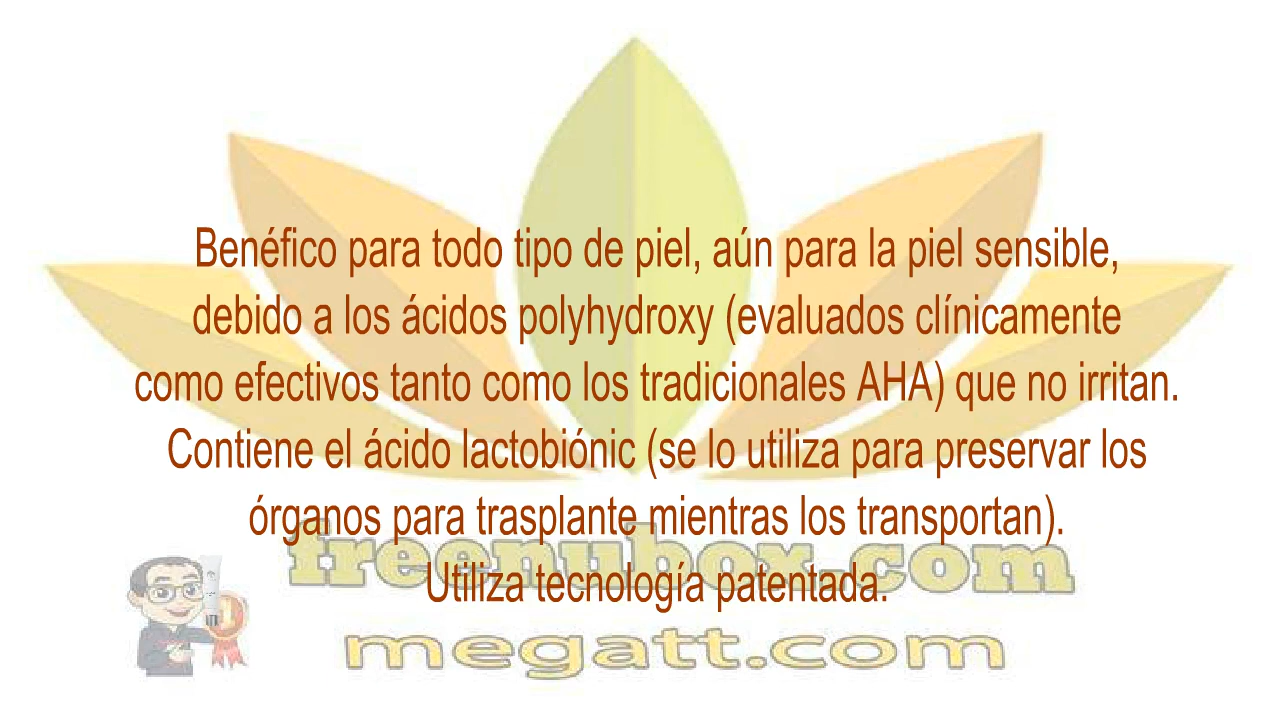 Benéfico para todo tipo de piel, aún para la piel sensible,
debido a los ácidos polyhydroxy (evaluados clínicamente
como efectivos tanto como los tradicionales AHA) que no irritan.
Contiene el ácido lactobiónic (se lo utiliza para preservar los
órganos para trasplante mientras los transportan).
freenubox.com
Utiliza tecnología patentada.
megatt.com